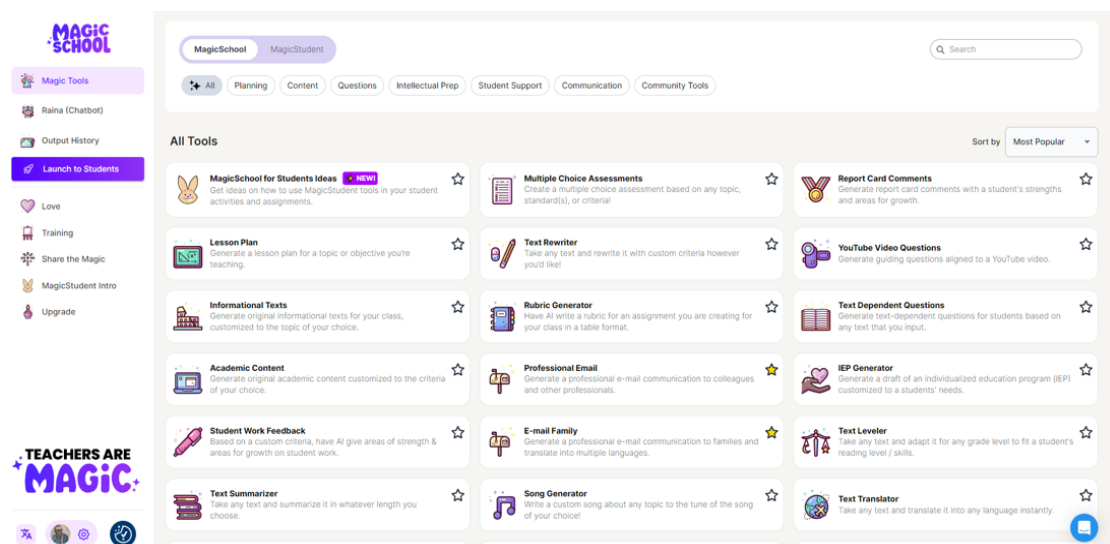 MAGIC
SCHOOL
Magic Tools
Raina (Chatbot)
Output History
Launch to Students
Love
Training
Share the Magic
MagicStudent Intro
Upgrade
TEACHERS ARE
MAGIC
MagicSchool
MagicStudent
Search
All
Planning
Content
Questions
Intellectual Prep
Student Support
Communication
Community Tools
All Tools
Sort by
Most Popular
MagicSchool for Students Ideas NEW!
Get ideas on how to use MagicStudent tools in your student
activities and assignments.
Multiple Choice Assessments
Create a multiple choice assessment based on any topic,
standard(s), or criteria!
Report Card Comments
Generate report card comments with a student's strengths
and areas for growth.
Lesson Plan
Generate a lesson plan for a topic or objective you're
teaching.
Text Rewriter
Take any text and rewrite it with custom criteria however
you'd like!
YouTube Video Questions
Generate guiding questions aligned to a YouTube video.
Informational Texts
Generate original informational texts for your class,
customized to the topic of your choice.
Rubric Generator
Have AI write a rubric for an assignment you are creating for
your class in a table format.
Text Dependent Questions
Generate text-dependent questions for students based on
any text that you input.
Academic Content
Generate original academic content customized to the criteria
of your choice.
Professional Email
Generate a professional e-mail communication to colleagues
and other professionals.
IEP Generator
Generate a draft of an individualized education program (IEP)
customized to a students' needs.
Student Work Feedback
Based on a custom criteria, have AI give areas of strength &
areas for growth on student work.
E-mail Family
Generate a professional e-mail communication to families and
translate into multiple languages.
Text Leveler
Take any text and adapt it for any grade level to fit a student's
reading level / skills.
Text Summarizer
Take any text and summarize it in whatever length you
choose.
Song Generator
Write a custom song about any topic to the tune of the song
of your choice!
Text Translator
Take any text and translate it into any language instantly.